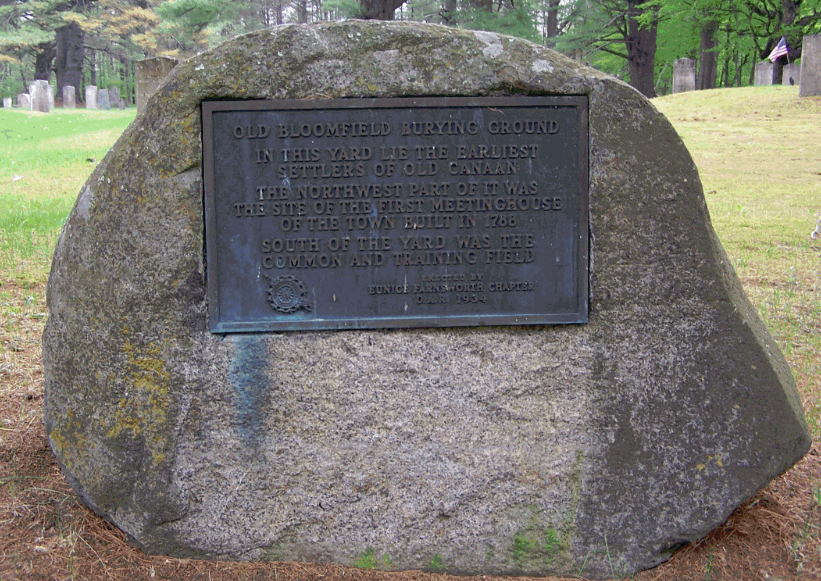 OLD BLOOMFIELD BURYING GROUND
IN THIS YARD LIE THE EARLIEST
SETTLERS OF OLD CANAAN
THE NORTHWEST PART OF IT WAS
THE SITE OF THE FIRST MEETINGHOUSE
OF THE TOWN BUILT IN 1788
SOUTH OF THE YARD WAS THE
COMMON AND TRAINING FIELD
ERECTED BY
EUNICE FARNSWORTH CHAPTER
D.A.R. 1934